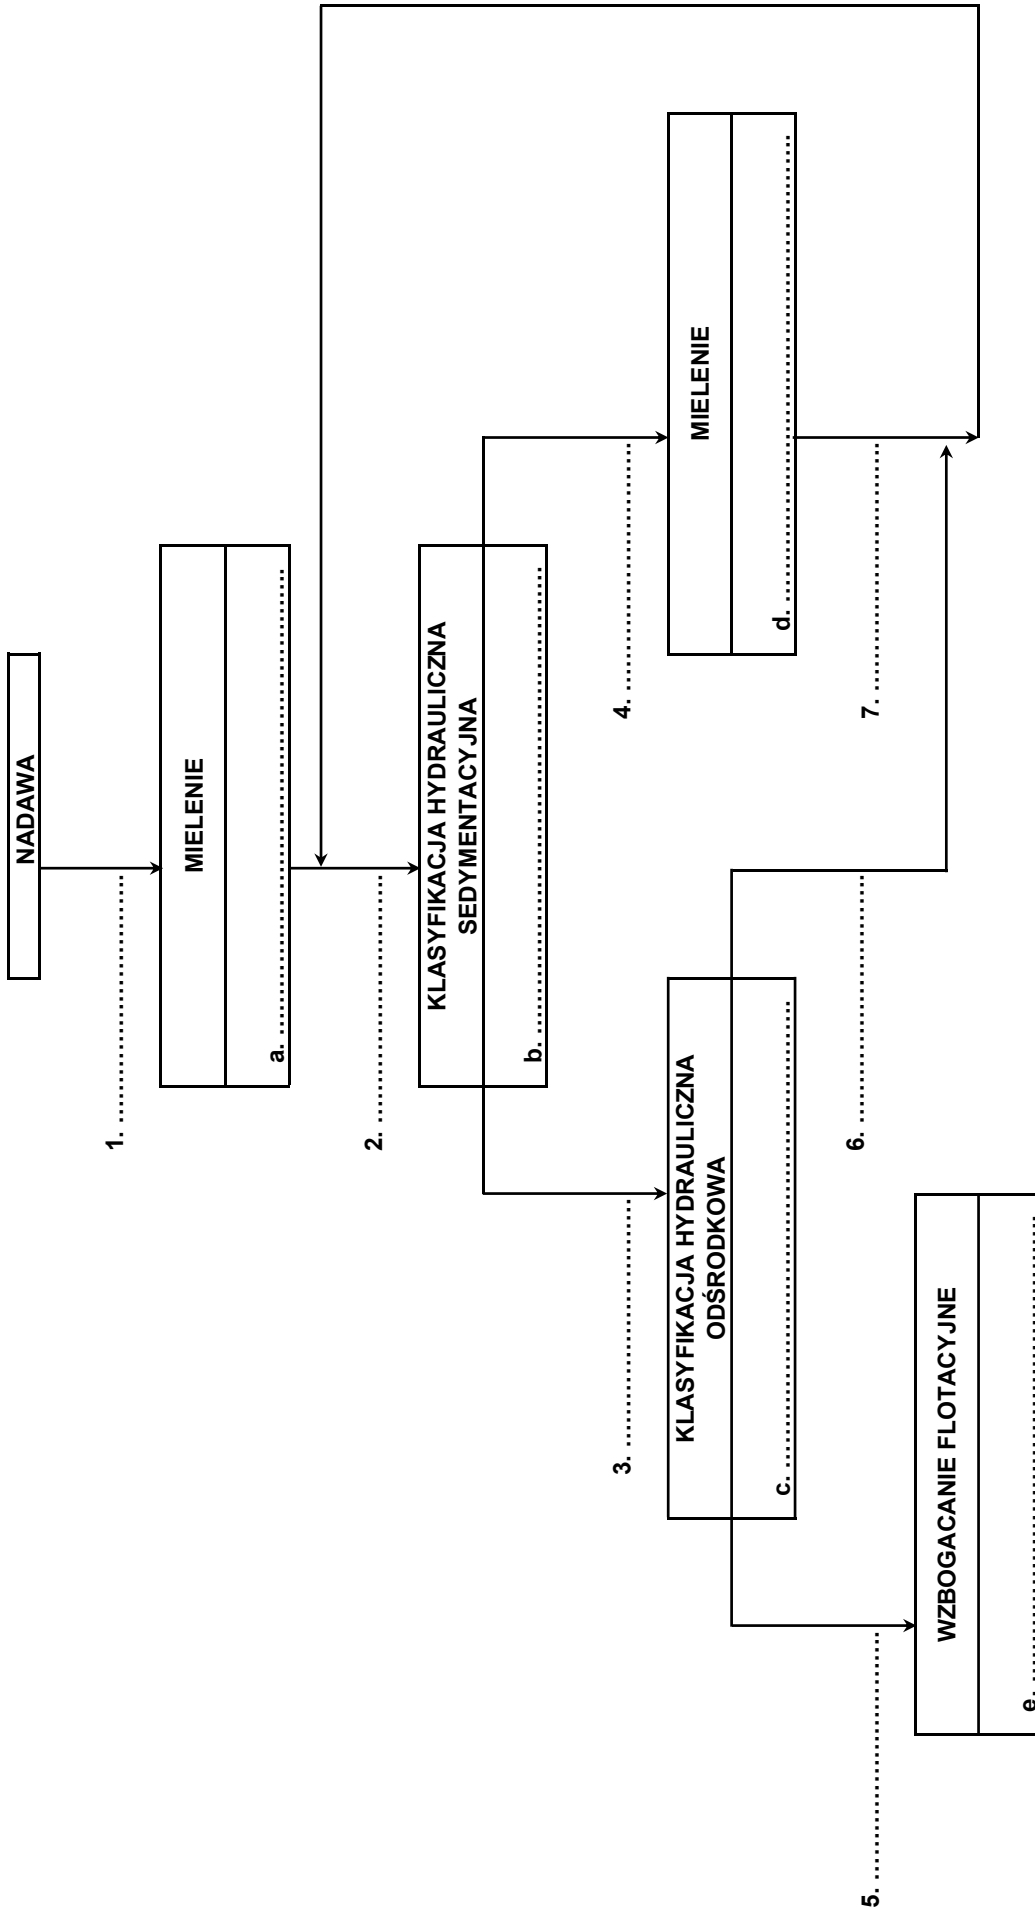 NADAWA
1. ....................
MIELENIE
a. ........................................
2. ....................
KLASYFIKACJA HYDRAULICZNA
SEDYMENTACYJNA
b. ........................................
3. ....................
4. ....................
KLASYFIKACJA HYDRAULICZNA
ODŚRODKOWA
c. ........................................
MIELENIE
d. ........................................
5. ....................
6. ....................
7. ....................
WZBOGACANIE FLOTACYJNE
e. ........................................